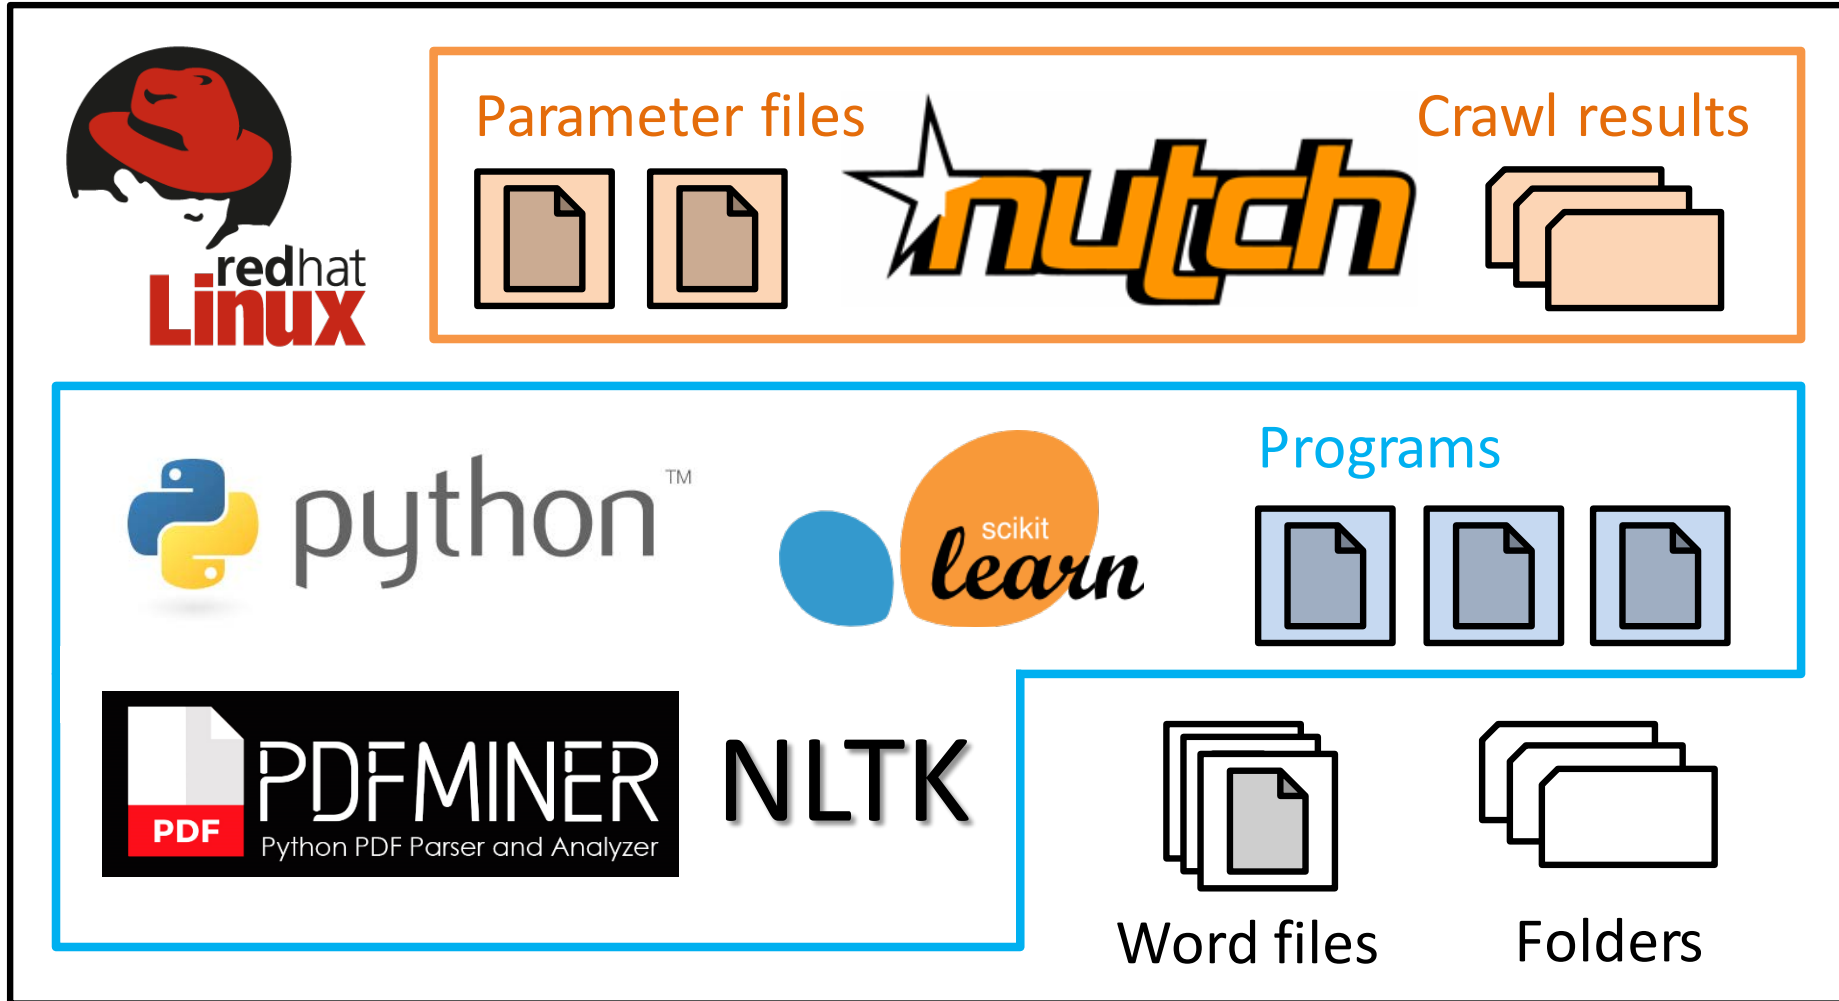 Parameter files
nutch
Crawl results
redhat
Linux
python™
scikit
learn
Programs
PDFMINER
PDF
Python PDF Parser and Analyzer
NLTK
Word files
Folders